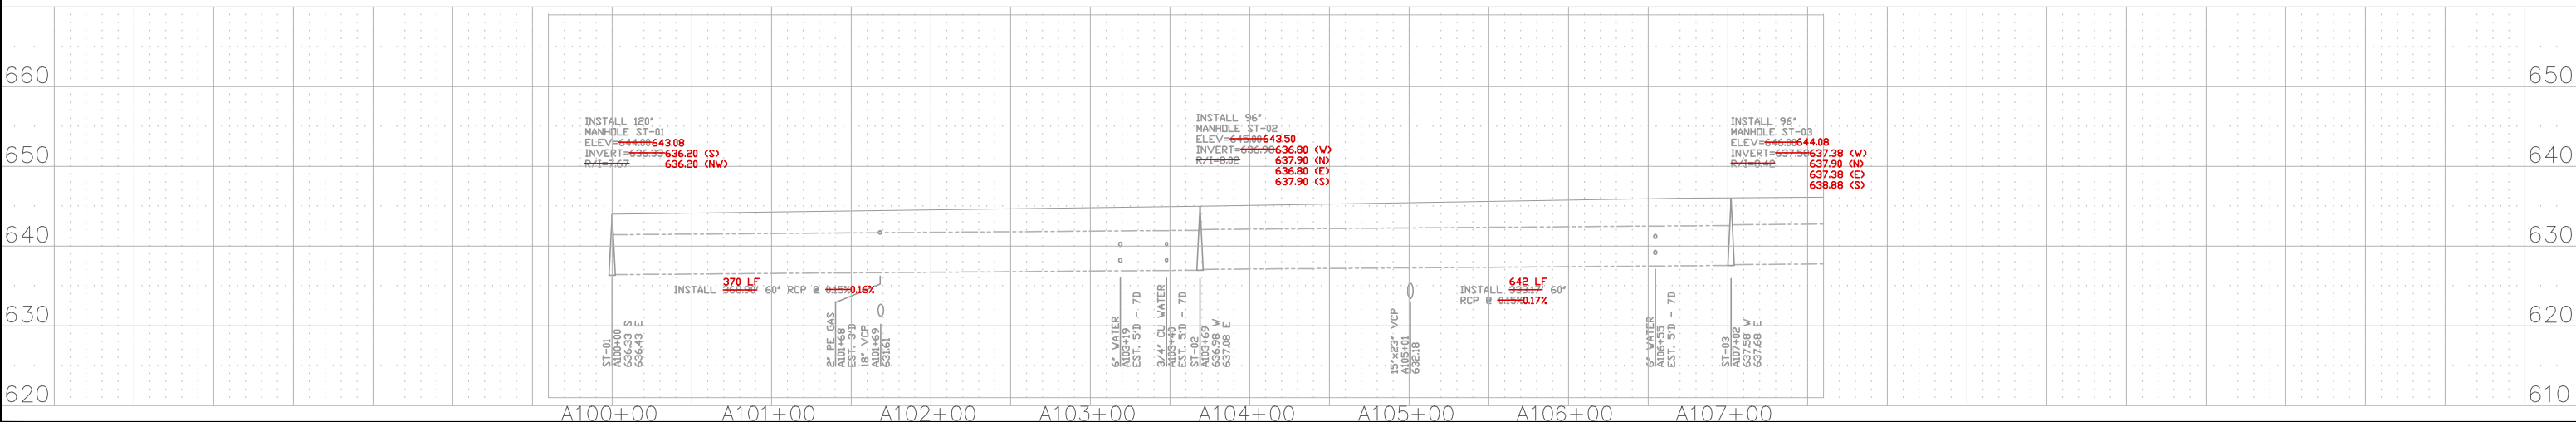 660
650
650
640
640
630
630
620
620
610
INSTALL 120"
MANHOLE ST-01
ELEV=644.00 643.08
INVERT=636.33 636.20 (S)
R/I=7.67 636.20 (NW)
INSTALL 96"
MANHOLE ST-02
ELEV=645.00 643.50
INVERT=636.98 636.80 (W)
R/I=8.02 637.90 (N)
636.80 (E)
637.90 (S)
INSTALL 96"
MANHOLE ST-03
ELEV=646.00 644.08
INVERT=637.58 637.38 (W)
R/I=8.42 637.90 (N)
637.38 (E)
638.88 (S)
370 LF
INSTALL 368.90' 60" RCP @ 0.15% 0.16%
642 LF
INSTALL 333.17' 60"
RCP @ 0.15% 0.17%
ST-01
A100+00
636.33 S
636.43 E
2" PE GAS
A101+68
EST. 3'D
18" VCP
A101+69
631.61
6" WATER
A103+19
EST. 5'D - 7D
3/4" CU WATER
A103+40
EST. 5'D - 7D
ST-02
A103+69
636.98 W
637.08 E
15"x23" VCP
A105+01
632.18
6" WATER
A106+55
EST. 5'D - 7D
ST-03
A107+02
637.58 W
637.68 E
A100+00 A101+00 A102+00 A103+00 A104+00 A105+00 A106+00 A107+00